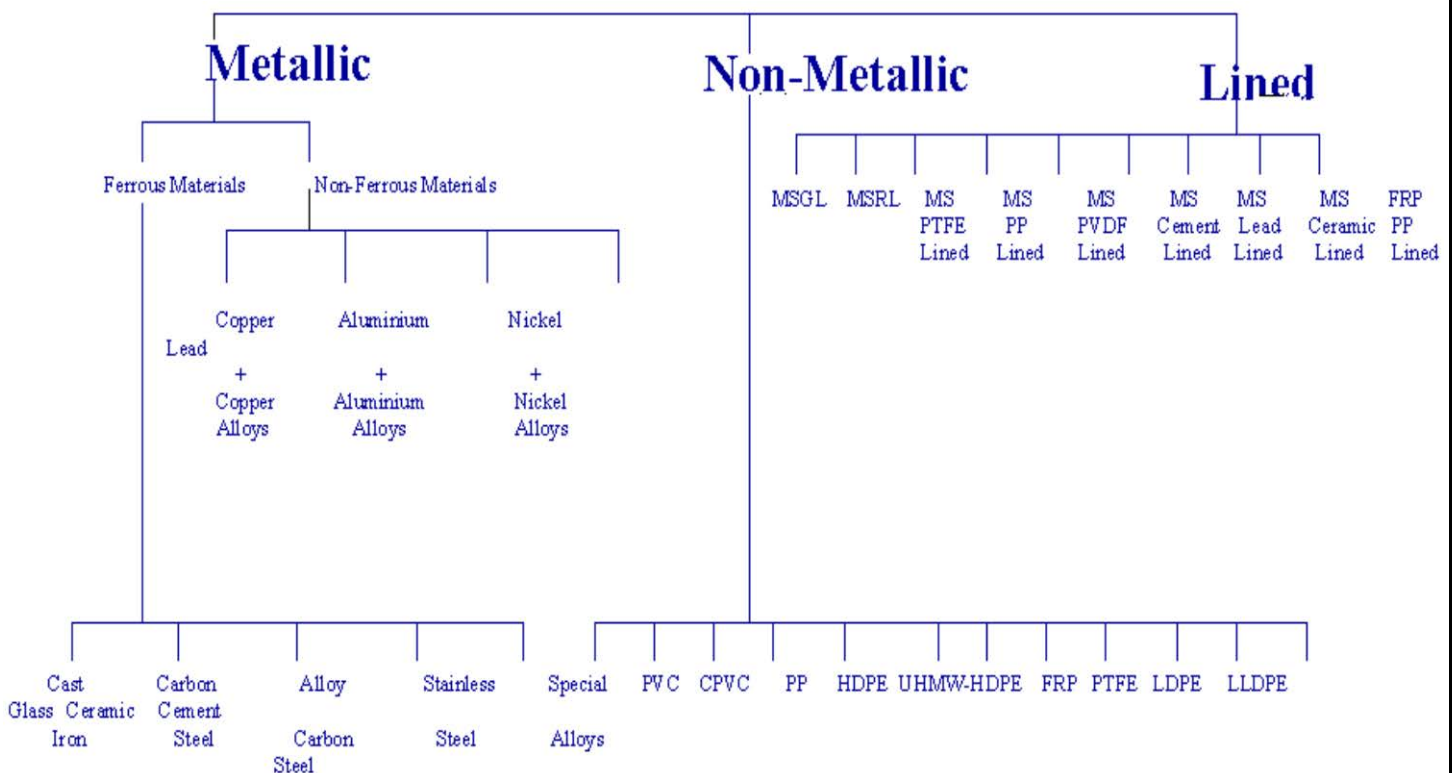 Metallic
Non-Metallic
Lined
Ferrous Materials
Non-Ferrous Materials
MSGL
MSRL
MS
PTFE
Lined
MS
PP
Lined
MS
PVDF
Lined
MS
Cement
Lined
MS
Lead
Lined
MS
Ceramic
Lined
FRP
PP
Lined
Copper
Aluminium
Nickel
Lead
+
+
+
Copper
Alloys
Aluminium
Alloys
Nickel
Alloys
Cast
Carbon
Alloy
Stainless
Special
PVC
CPVC
PP
HDPE
UHMW-HDPE
FRP
PTFE
LDPE
LLDPE
Glass Ceramic
Cement
Iron
Steel
Carbon
Steel
Alloys
Steel